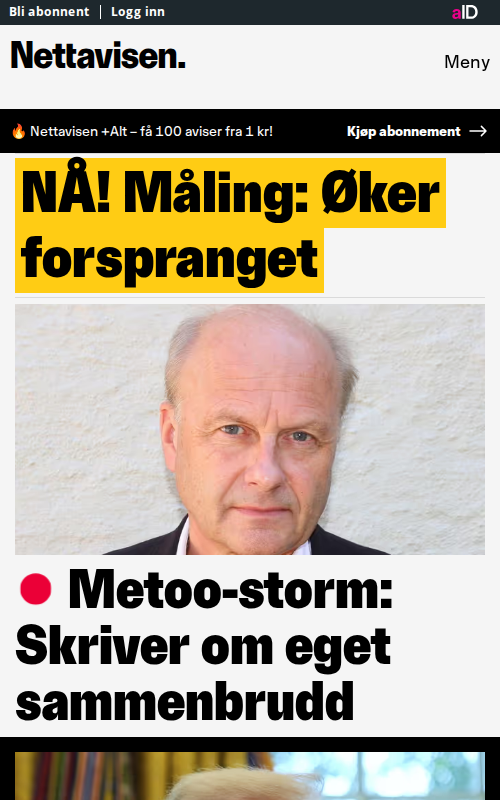 Bli abonnent | Logg inn
aID
Nettavisen.
Meny
🔥 Nettavisen +Alt – få 100 aviser fra 1 kr!
Kjøp abonnement →
NÅ! Måling: Øker
forspranget
Metoo-storm:
Skriver om eget
sammenbrudd